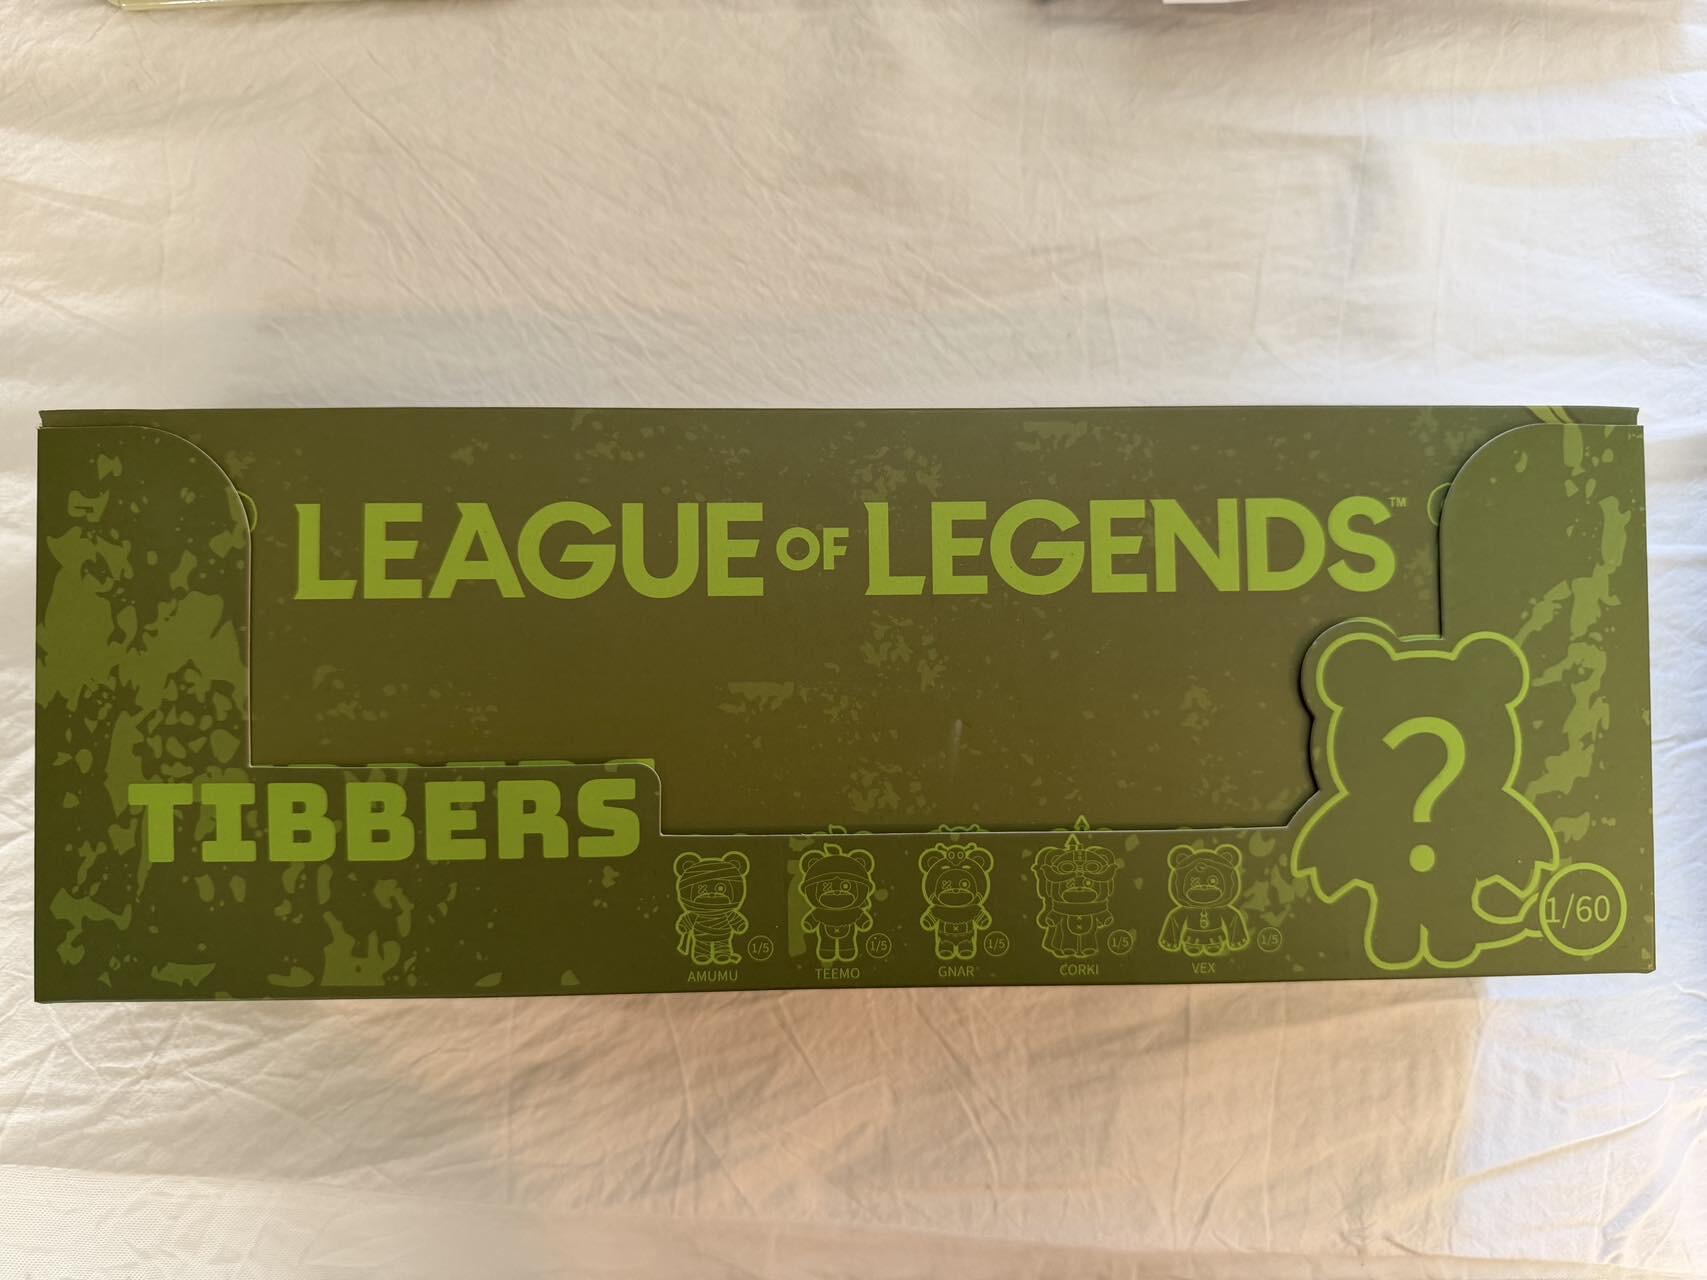 LEAGUE OF LEGENDS™
TIBBERS
?
1/5 1/5 1/5 1/5 1/5 1/60
AMUMU TEEMO GNAR CORKI VEX